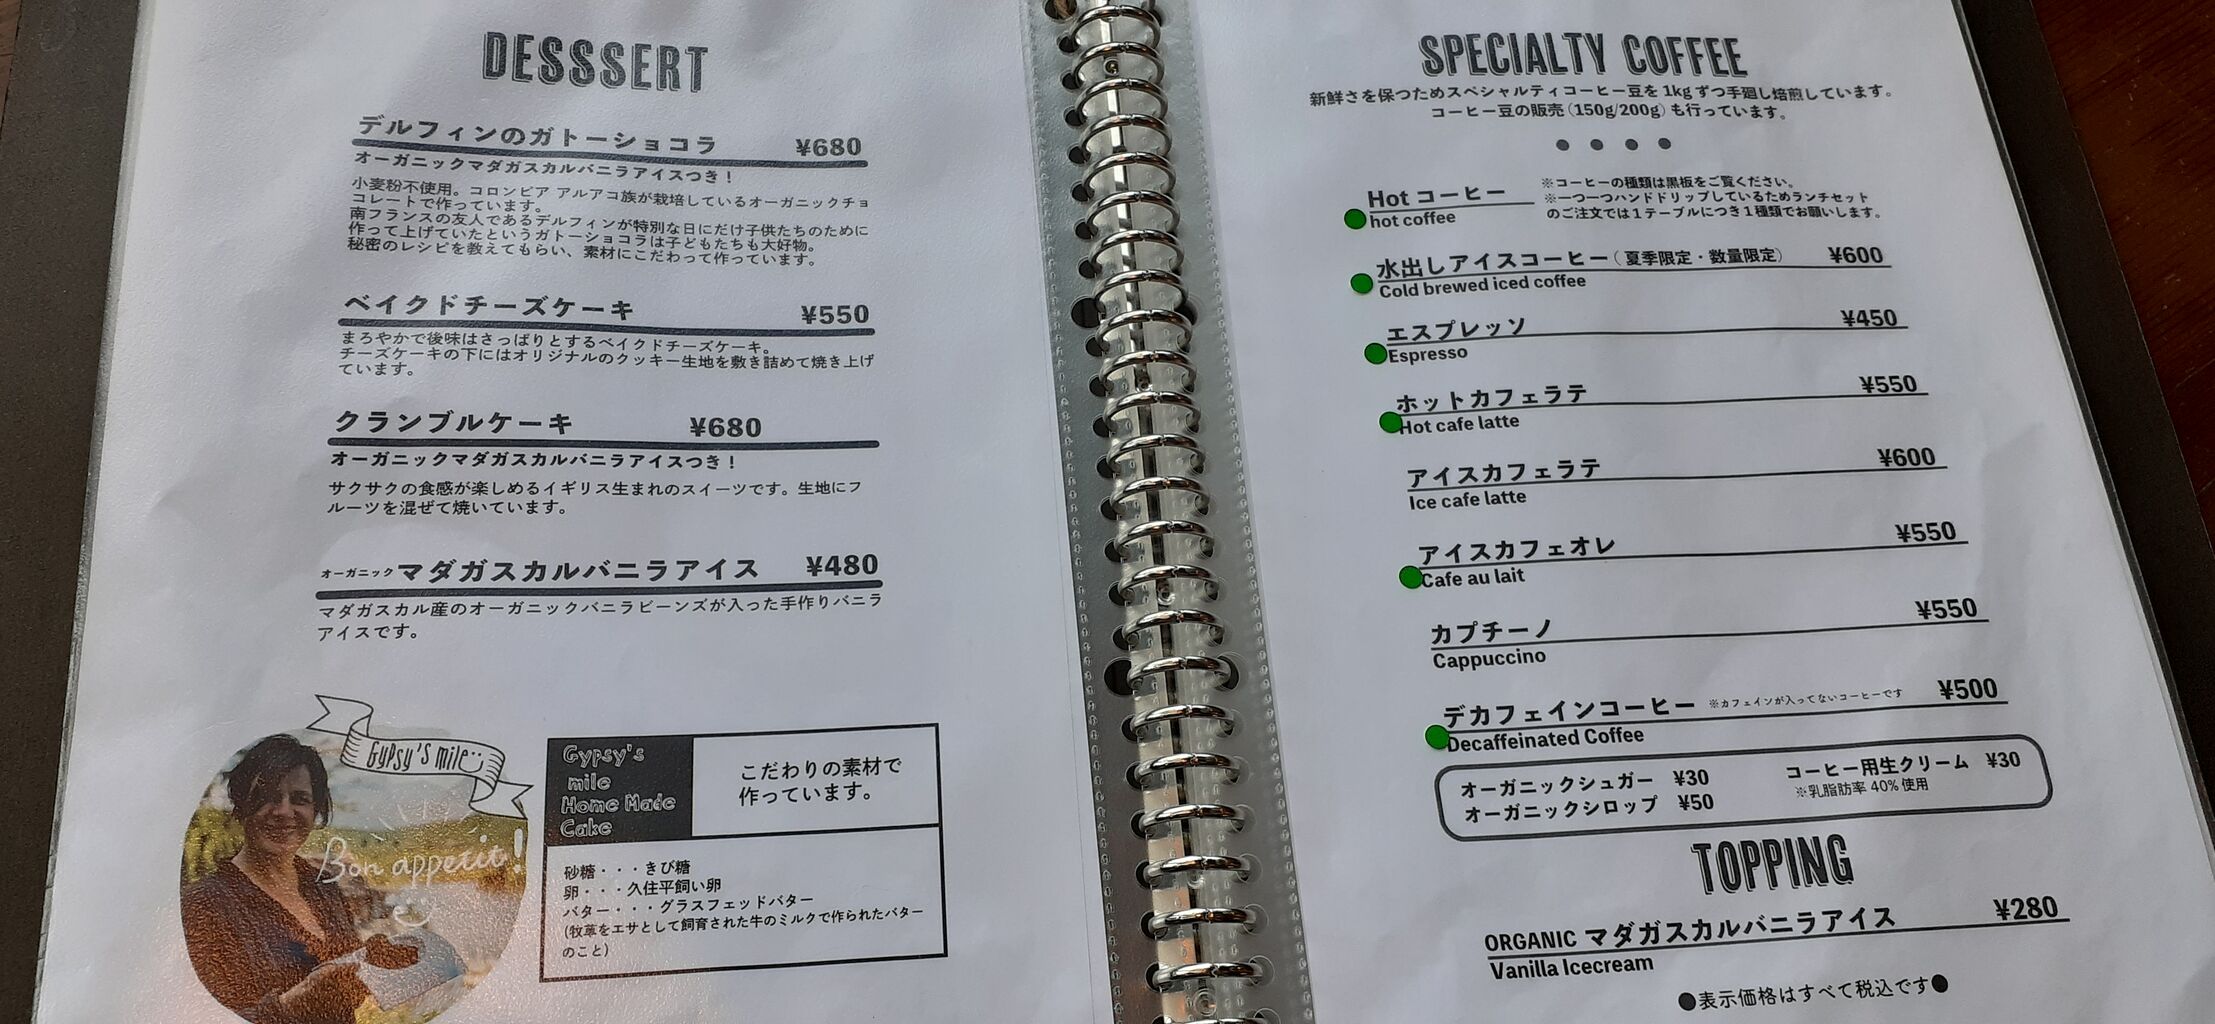 DESSSERT
デルフィンのガトーショコラ ¥680
オーガニックマダガスカルバニラアイスつき！
小麦粉不使用。コロンビア アルアコ族が栽培しているオーガニックチョ
コレートで作っています。
南フランスの友人であるデルフィンが特別な日にだけ子供たちのために
作って上げていたというガトーショコラは子どもたちも大好物。
秘密のレシピを教えてもらい、素材にこだわって作っています。
ベイクドチーズケーキ ¥550
まろやかで後味はさっぱりとするベイクドチーズケーキ。
チーズケーキの下にはオリジナルのクッキー生地を敷き詰めて焼き上げ
ています。
クランブルケーキ ¥680
オーガニックマダガスカルバニラアイスつき！
サクサクの食感が楽しめるイギリス生まれのスイーツです。生地にフ
ルーツを混ぜて焼いています。
オーガニックマダガスカルバニラアイス ¥480
マダガスカル産のオーガニックバニラビーンズが入った手作りバニラ
アイスです。
Gypsy's mile
Bon appetit!
Gypsy's
mile
Home Made
Cake
こだわりの素材で
作っています。
砂糖・・・きび糖
卵・・・久住平飼い卵
バター・・・グラスフェッドバター
(牧草をエサとして飼育された牛のミルクで作られたバター
のこと)
SPECIALTY COFFEE
新鮮さを保つためスペシャルティコーヒー豆を1kgずつ手廻し焙煎しています。
コーヒー豆の販売（150g/200g）も行っています。
● ● ● ●
Hot コーヒー
hot coffee
※コーヒーの種類は黒板をご覧ください。
※一つ一つハンドドリップしているためランチセット
のご注文では1テーブルにつき1種類でお願いします。
水出しアイスコーヒー（夏季限定・数量限定） ¥600
Cold brewed iced coffee
エスプレッソ ¥450
Espresso
ホットカフェラテ ¥550
Hot cafe latte
アイスカフェラテ ¥600
Ice cafe latte
アイスカフェオレ ¥550
Cafe au lait
カプチーノ ¥550
Cappuccino
デカフェインコーヒー ※カフェインが入ってないコーヒーです ¥500
Decaffeinated Coffee
オーガニックシュガー ¥30
オーガニックシロップ ¥50
コーヒー用生クリーム ¥30
※乳脂肪率40%使用
TOPPING
ORGANIC マダガスカルバニラアイス ¥280
Vanilla Icecream
●表示価格はすべて税込です●